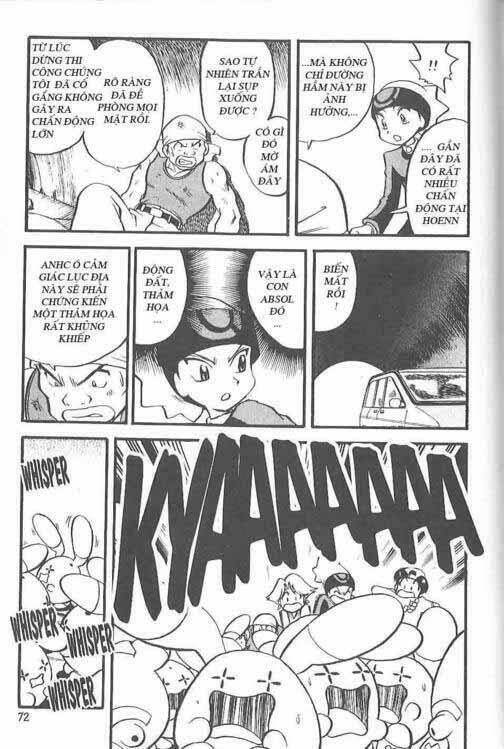 !!
...MÀ KHÔNG
CHỈ ĐƯỜNG
HẦM NÀY BỊ
ẢNH
HƯỞNG,...
.... GẦN
ĐÂY ĐÃ
CÓ RẤT
NHIỀU
CHẤN
ĐỘNG TẠI
HOENN
SAO TỰ
NHIÊN TRẦN
LẠI SỤP
XUỐNG
ĐƯỢC ?
CÓ GÌ
ĐÓ MỜ
ÁM
ĐÂY
RÕ RÀNG
ĐÃ ĐỀ
PHÒNG MỌI
MẶT RỒI.
TỪ LÚC
DỪNG THI
CÔNG CHÚNG
TÔI ĐÃ CỐ
GẮNG KHÔNG
GÂY RA
CHẤN ĐỘNG
LỚN
BIẾN
MẤT RỒI
!
VẬY LÀ
CON
ABSOL
ĐÓ
...
ĐỘNG
ĐẤT,
THẢM
HỌA
...
ANHC Ó CẢM
GIÁC LỤC ĐỊA
NÀY SẼ PHẢI
CHỨNG KIẾN
MỘT THẢM HỌA
RẤT KHỦNG
KHIẾP
KYAAAAAAAA
WHISPER
WHISPER
WHISPER
WHISPER
72